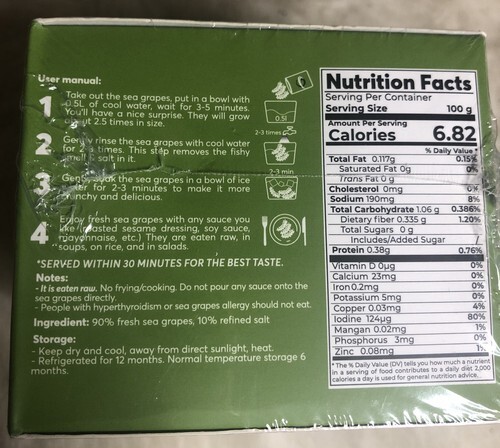 User manual:
1
Take out the sea grapes, put in a bowl with
0.5L of cool water, wait for 3-5 minutes.
You'll have a nice surprise. They will grow
about 2.5 times in size.
0.5l
2
Gently rinse the sea grapes with cool water
for 2-3 times. This step removes the fishy
smell & salt in it.
2-3 times
3
Gently soak the sea grapes in a bowl of ice
water for 2-3 minutes to make it more
crunchy and delicious.
2-3 min
4
Enjoy fresh sea grapes with any sauce you
like (roasted sesame dressing, soy sauce,
mayonnaise, etc.) They are eaten raw, in
soups, on rice, and in salads.
*SERVED WITHIN 30 MINUTES FOR THE BEST TASTE.
Notes:
- It is eaten raw. No frying/cooking. Do not pour any sauce onto the
sea grapes directly.
- People with hyperthyroidism or sea grapes allergy should not eat.
Ingredient: 90% fresh sea grapes, 10% refined salt
Storage:
- Keep dry and cool, away from direct sunlight, heat.
- Refrigerated for 12 months. Normal temperature storage 6
months.
Nutrition Facts
Serving Per Container
Serving Size 100 g
Amount Per Serving
Calories 6.82
% Daily Value *
Total Fat 0.117g 0.15%
Saturated Fat 0g 0%
Trans Fat 0 g
Cholesterol 0mg 0%
Sodium 190mg 8%
Total Carbohydrate 1.06 g 0.386%
Dietary fiber 0.335 g 1.20%
Total Sugars 0 g
Includes/Added Sugar
Protein 0.38g 0.76%
Vitamin D 0µg 0%
Calcium 23mg 0%
Iron 0.2mg 0%
Potassium 5mg 0%
Copper 0.03mg 4%
Iodine 124µg 80%
Mangan 0.02mg 1%
Phosphorus 3mg 0%
Zinc 0.08mg 1%
* The % Daily Value (DV) tells you how much a nutrient
in a serving of food contributes to a daily diet 2,000
calories a day is used for general nutrition advice.